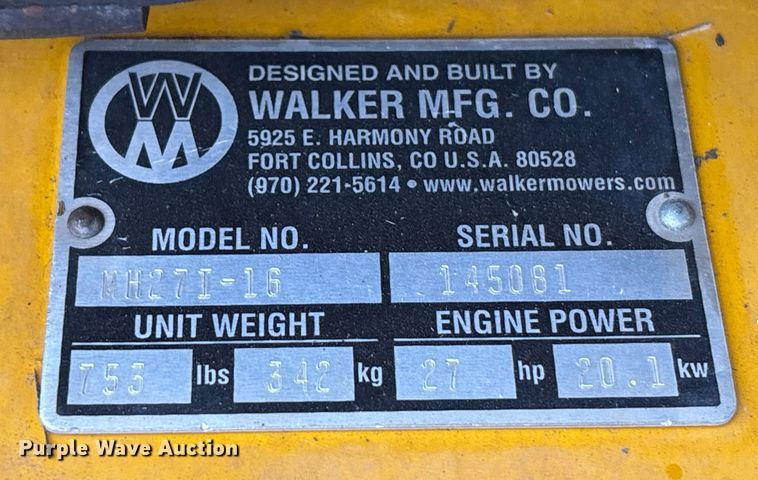 W
M
DESIGNED AND BUILT BY
WALKER MFG. CO.
5925 E. HARMONY ROAD
FORT COLLINS, CO U.S.A. 80528
(970) 221-5614 • www.walkermowers.com
MODEL NO. SERIAL NO.
MH27I-16 145081
UNIT WEIGHT ENGINE POWER
753 lbs 342 kg 27 hp 20.1 kw
Purple Wave Auction